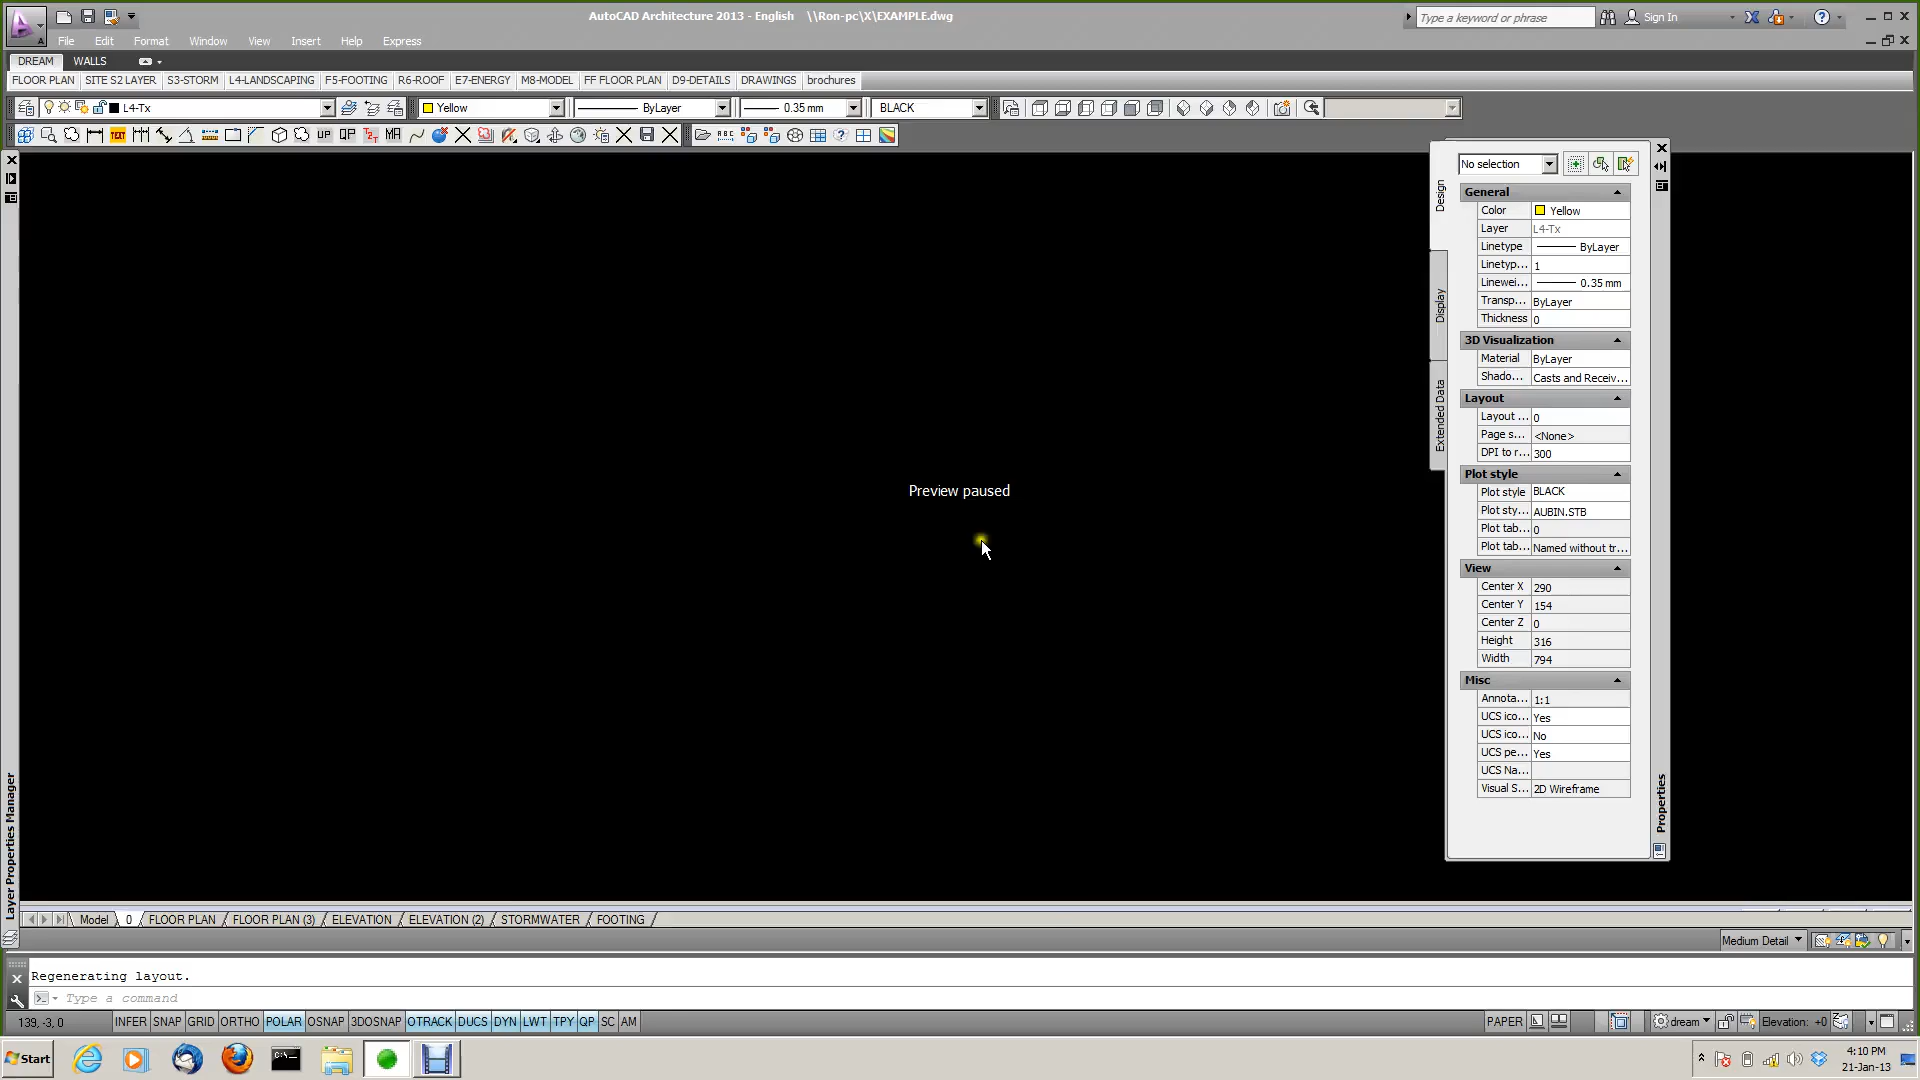 AutoCAD Architecture 2013 - English \\Ron-pc\X\EXAMPLE.dwg
Type a keyword or phrase
Sign In
File Edit Format Window View Insert Help Express
DREAM WALLS
FLOOR PLAN SITE S2 LAYER S3-STORM L4-LANDSCAPING F5-FOOTING R6-ROOF E7-ENERGY M8-MODEL FF FLOOR PLAN D9-DETAILS DRAWINGS brochures
L4-Tx Yellow ByLayer 0.35 mm BLACK
TEXT UP QP MA ABC
No selection
Design
Display
Extended Data
General
Color Yellow
Layer L4-Tx
Linetype ByLayer
Linetyp... 1
Linewei... 0.35 mm
Transp... ByLayer
Thickness 0
3D Visualization
Material ByLayer
Shado... Casts and Receiv...
Layout
Layout ... 0
Page s... <None>
DPI to r... 300
Plot style
Plot style BLACK
Plot sty... AUBIN.STB
Plot tab... 0
Plot tab... Named without tr...
View
Center X 290
Center Y 154
Center Z 0
Height 316
Width 794
Misc
Annota... 1:1
UCS ico... Yes
UCS ico... No
UCS pe... Yes
UCS Na...
Visual S... 2D Wireframe
Properties
Preview paused
Layer Properties Manager
Model 0 FLOOR PLAN FLOOR PLAN (3) ELEVATION ELEVATION (2) STORMWATER FOOTING
Medium Detail
Regenerating layout.
Type a command
139, -3, 0 INFER SNAP GRID ORTHO POLAR OSNAP 3DOSNAP OTRACK DUCS DYN LWT TPY QP SC AM PAPER dream Elevation: +0
Start
4:10 PM
21-Jan-13